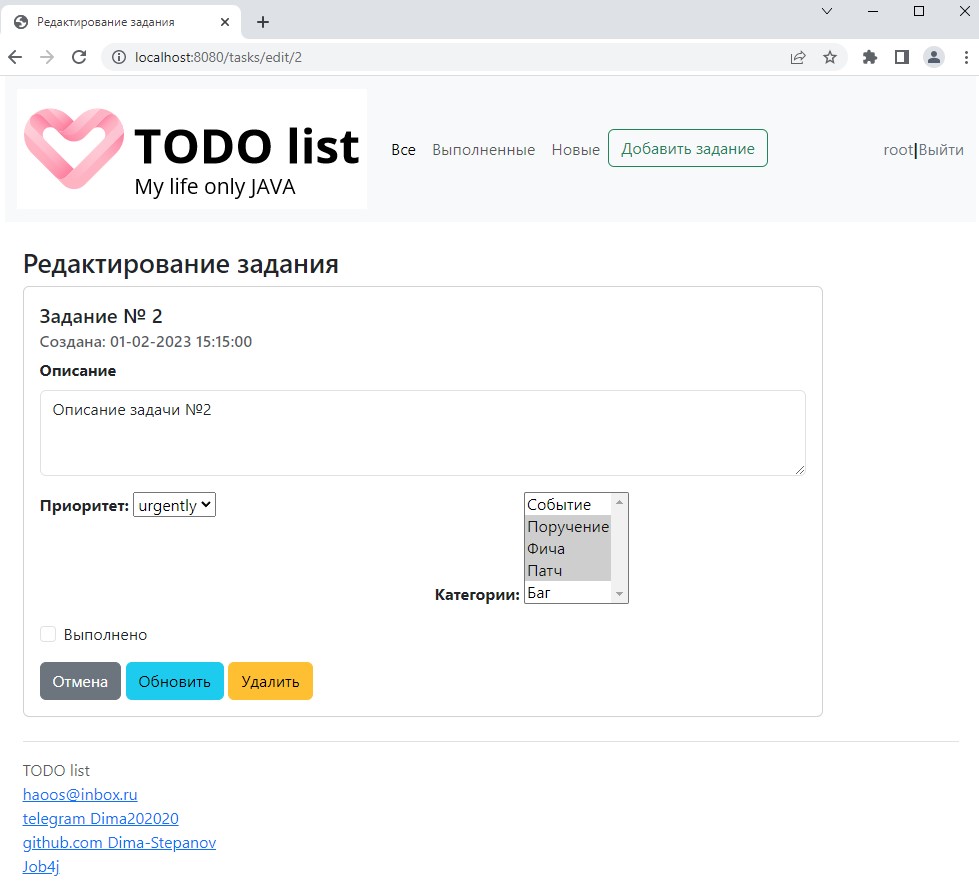 Редактирование задания
localhost:8080/tasks/edit/2
TODO list
My life only JAVA
Все Выполненные Новые Добавить задание root|Выйти
Редактирование задания
Задание № 2
Создана: 01-02-2023 15:15:00
Описание
Описание задачи №2
Приоритет: urgently
Категории:
Событие
Поручение
Фича
Патч
Баг
Выполнено
Отмена Обновить Удалить
TODO list
haoos@inbox.ru
telegram Dima202020
github.com Dima-Stepanov
Job4j